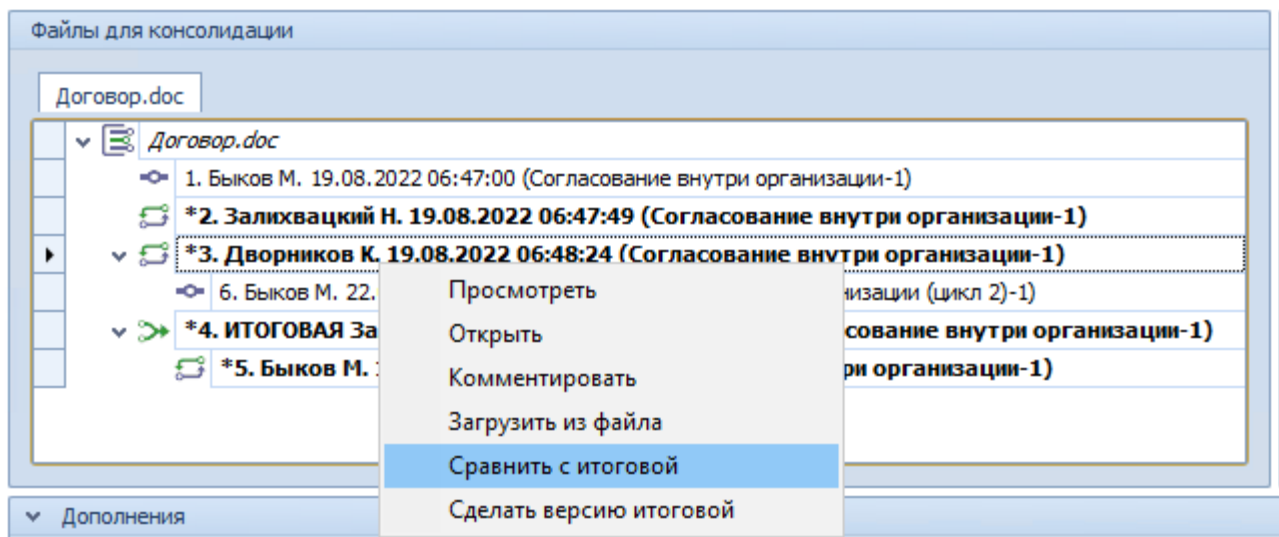 Файлы для консолидации
Договор.doc
Договор.doc
1. Быков М. 19.08.2022 06:47:00 (Согласование внутри организации-1)
*2. Залихвацкий Н. 19.08.2022 06:47:49 (Согласование внутри организации-1)
*3. Дворников К. 19.08.2022 06:48:24 (Согласование внутри организации-1)
6. Быков М. 22. низации (цикл 2)-1)
*4. ИТОГОВАЯ За сование внутри организации-1)
*5. Быков М. ри организации-1)
Просмотреть
Открыть
Комментировать
Загрузить из файла
Сравнить с итоговой
Сделать версию итоговой
Дополнения